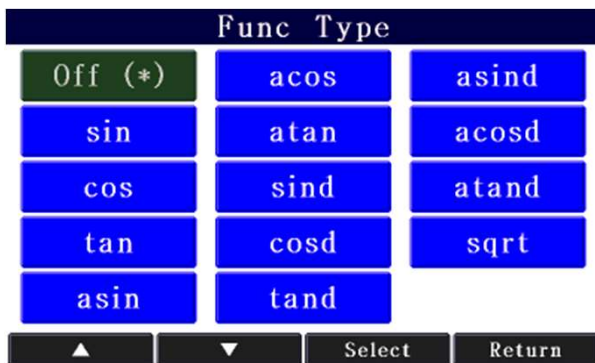 Func Type
Off (*) acos asind
sin atan acosd
cos sind atand
tan cosd sqrt
asin tand
▲ ▼ Select Return